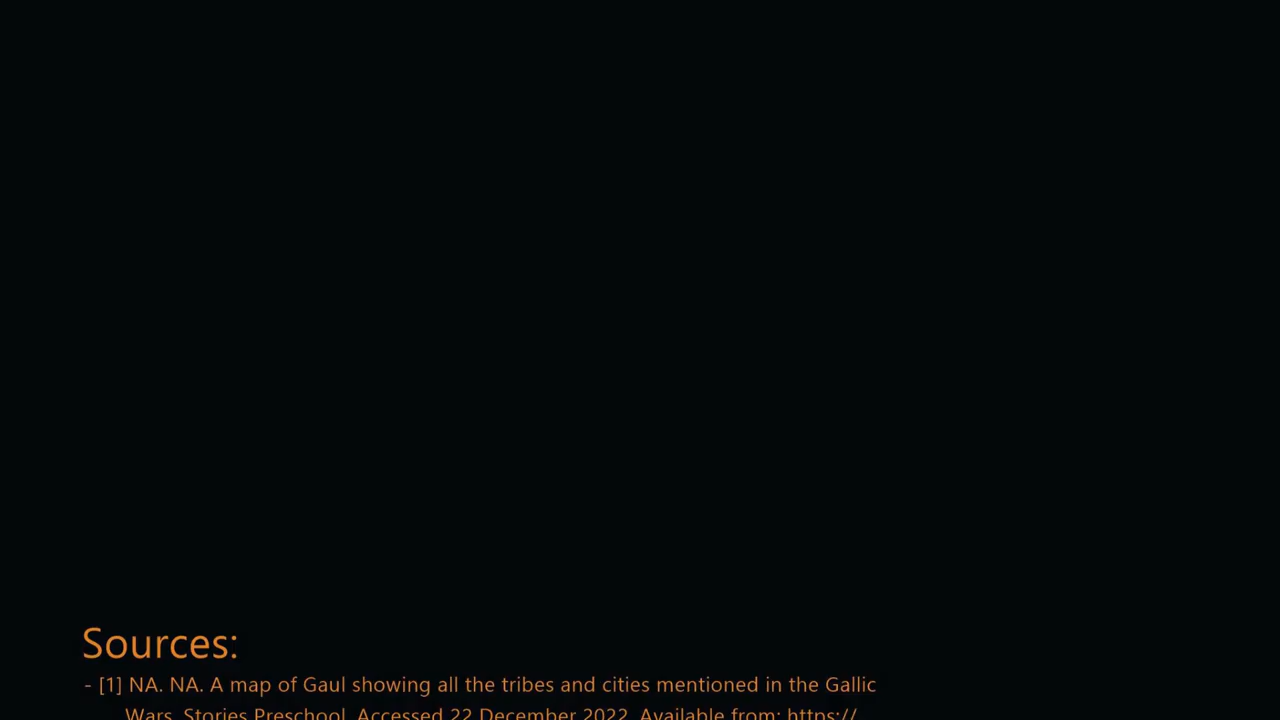 Sources:
- [1] NA. NA. A map of Gaul showing all the tribes and cities mentioned in the Gallic
Wars. Stories Preschool. Accessed 22 December 2022. Available from: https://